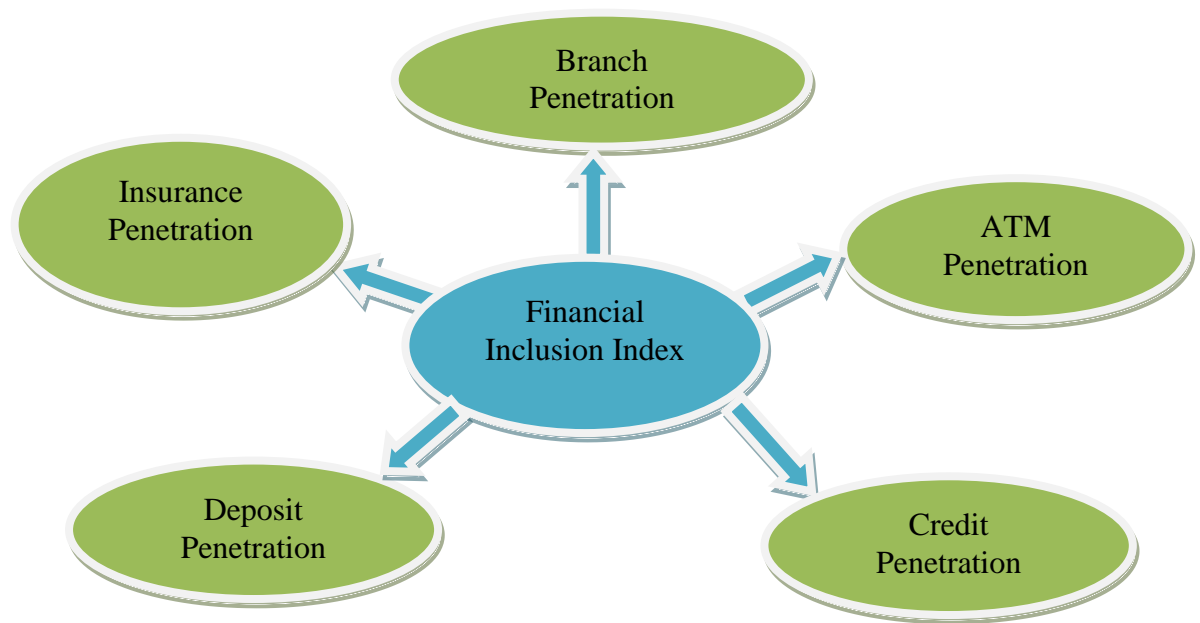 Branch
Penetration
Insurance
Penetration
ATM
Penetration
Financial
Inclusion Index
Deposit
Penetration
Credit
Penetration